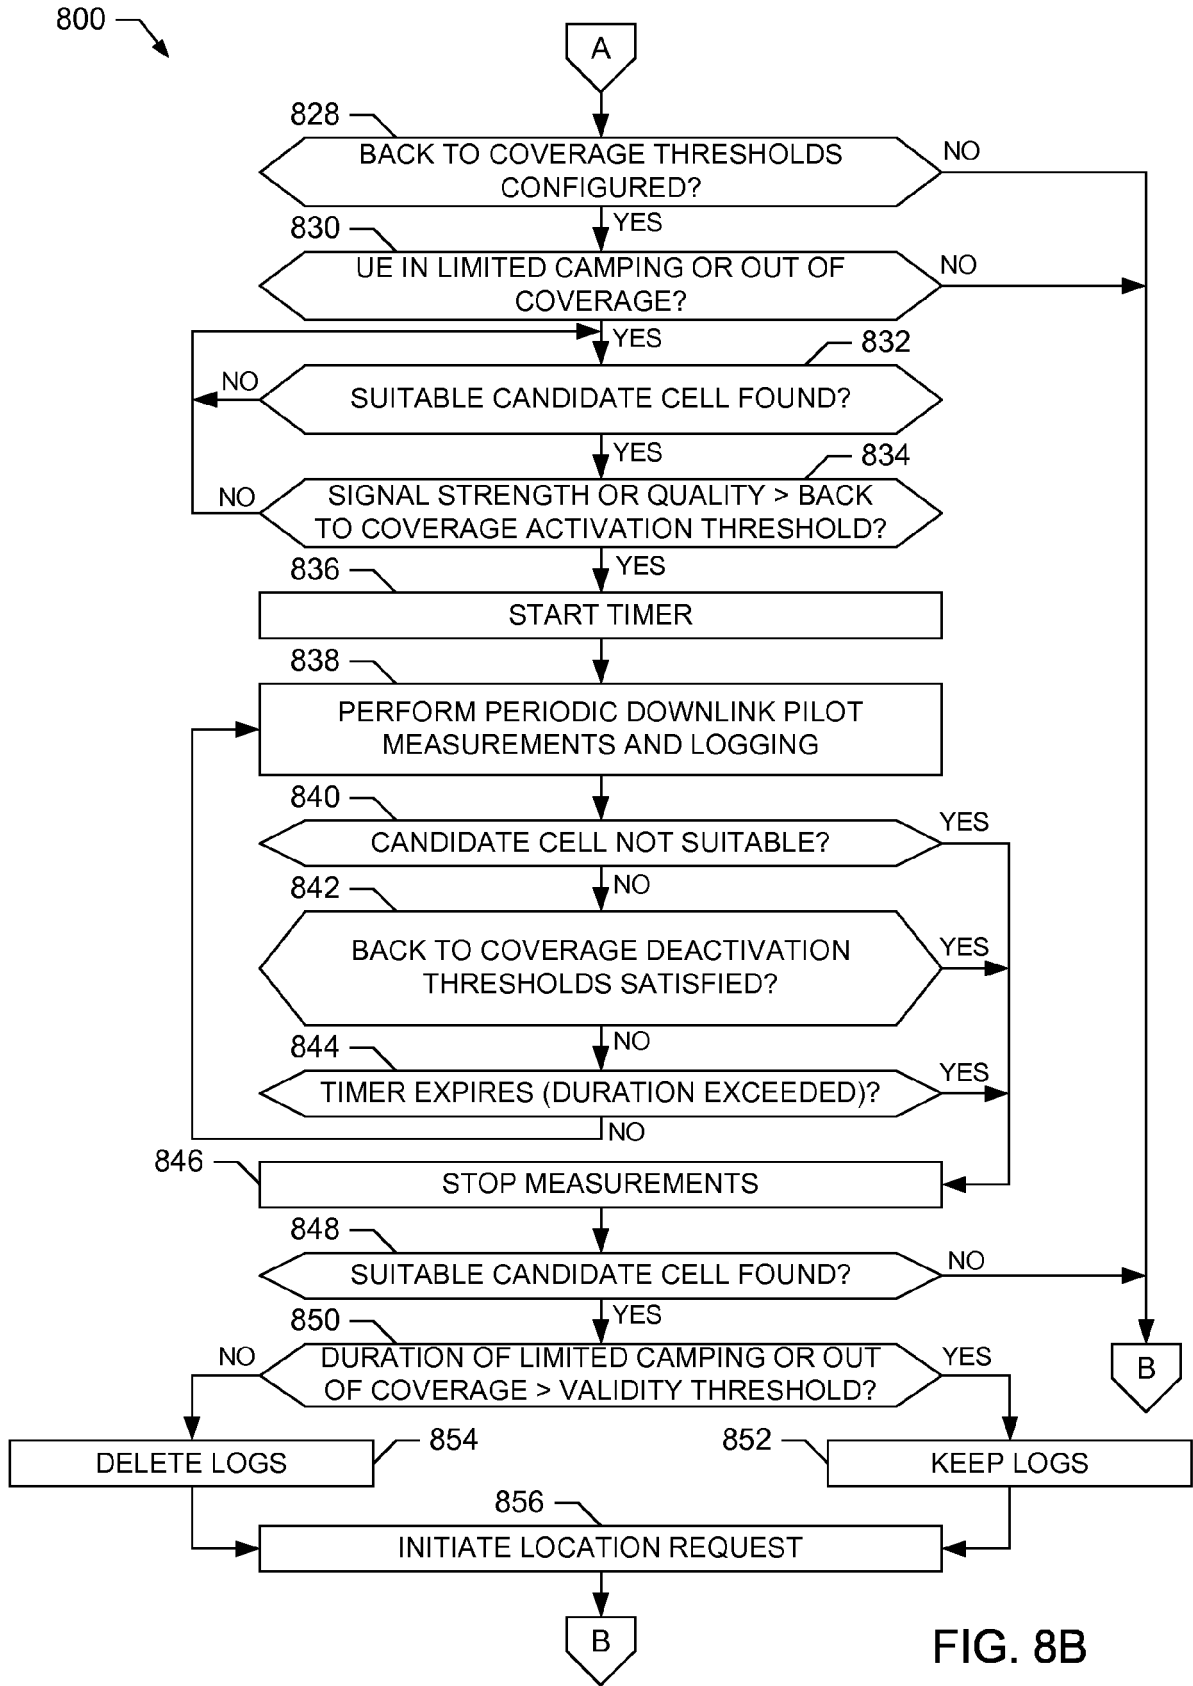 800
A
828
BACK TO COVERAGE THRESHOLDS
CONFIGURED?
NO
YES
830
UE IN LIMITED CAMPING OR OUT OF
COVERAGE?
NO
YES
832
NO
SUITABLE CANDIDATE CELL FOUND?
YES
834
NO
SIGNAL STRENGTH OR QUALITY > BACK
TO COVERAGE ACTIVATION THRESHOLD?
YES
836
START TIMER
838
PERFORM PERIODIC DOWNLINK PILOT
MEASUREMENTS AND LOGGING
840
CANDIDATE CELL NOT SUITABLE?
YES
NO
842
BACK TO COVERAGE DEACTIVATION
THRESHOLDS SATISFIED?
YES
NO
844
TIMER EXPIRES (DURATION EXCEEDED)?
YES
NO
846
STOP MEASUREMENTS
848
SUITABLE CANDIDATE CELL FOUND?
NO
YES
850
NO
DURATION OF LIMITED CAMPING OR OUT
OF COVERAGE > VALIDITY THRESHOLD?
YES
B
854
DELETE LOGS
852
KEEP LOGS
856
INITIATE LOCATION REQUEST
B
FIG. 8B